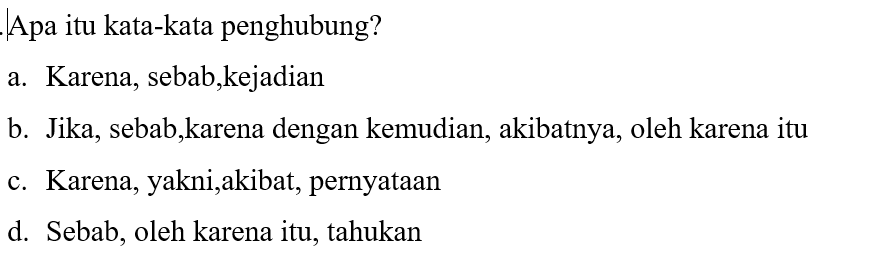 .Apa itu kata-kata penghubung?
a. Karena, sebab,kejadian
b. Jika, sebab,karena dengan kemudian, akibatnya, oleh karena itu
c. Karena, yakni,akibat, pernyataan
d. Sebab, oleh karena itu, tahukan